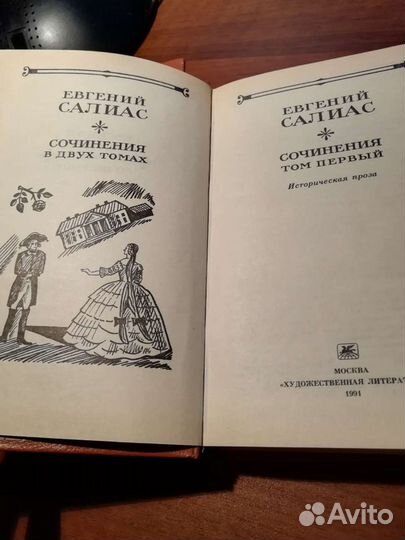 ЕВГЕНИЙ
САЛИАС
СОЧИНЕНИЯ
В ДВУХ ТОМАХ
ЕВГЕНИЙ
САЛИАС
СОЧИНЕНИЯ
ТОМ ПЕРВЫЙ
Историческая проза
МОСКВА
«ХУДОЖЕСТВЕННАЯ ЛИТЕРАТ
1991
Avito